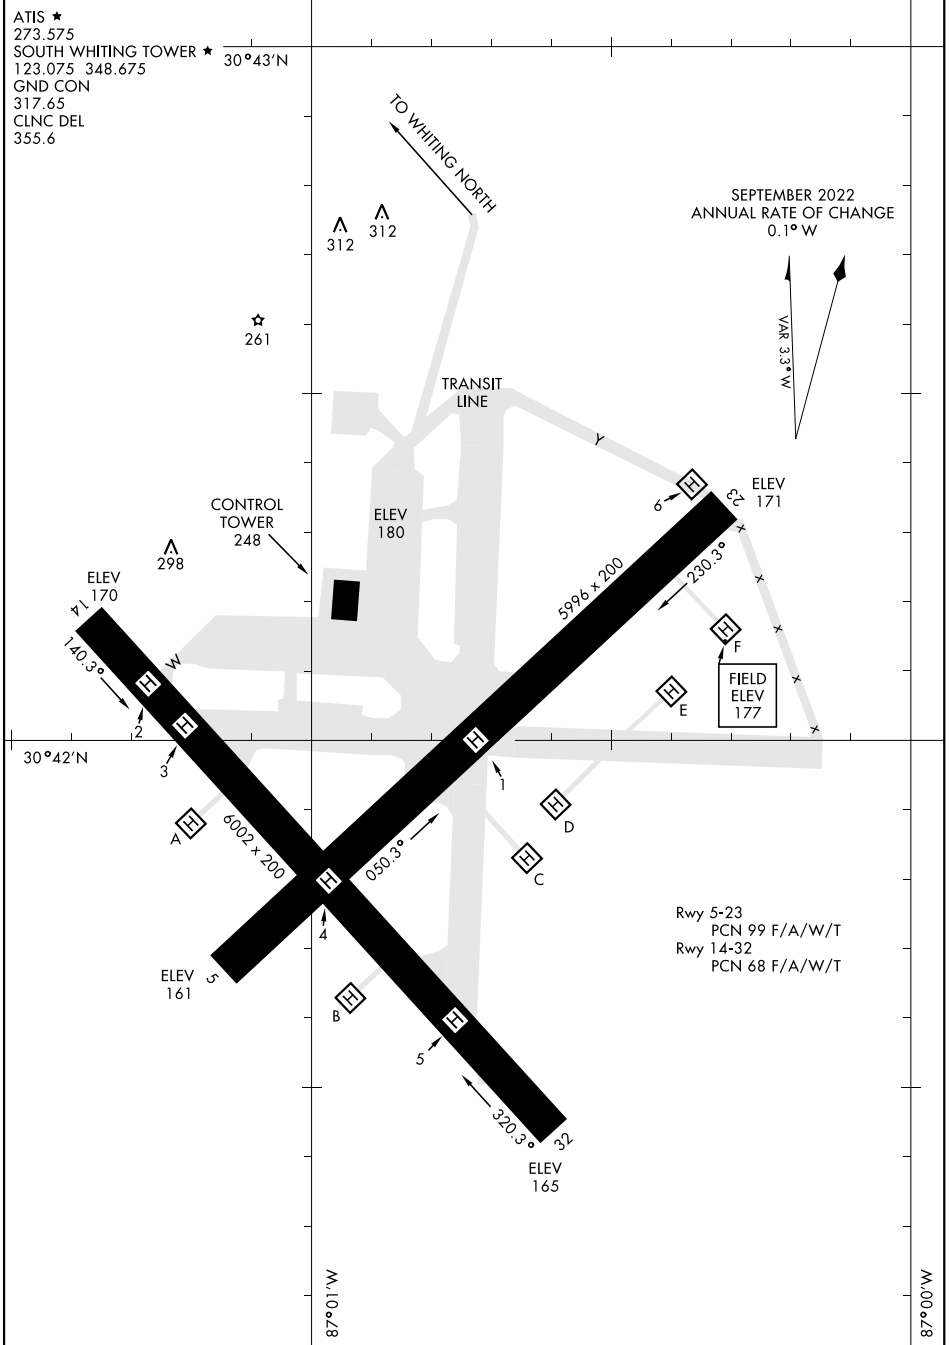 ATIS ★
273.575
SOUTH WHITING TOWER ★
123.075 348.675
GND CON
317.65
CLNC DEL
355.6
30°43'N
TO WHITING NORTH
SEPTEMBER 2022
ANNUAL RATE OF CHANGE
0.1° W
VAR 3.3° W
312
312
261
TRANSIT
LINE
Y
CONTROL
TOWER
248
ELEV
180
H
6
23
ELEV
171
298
ELEV
170
14
140.3°
5996 x 200
230.3°
x
x
x
x
x
W
H
F
FIELD
ELEV
177
H
E
H
2
H
3
30°42'N
H
1
H
A
6002 x 200
050.3°
H
D
H
C
H
4
Rwy 5-23
PCN 99 F/A/W/T
Rwy 14-32
PCN 68 F/A/W/T
ELEV
161
5
H
B
H
5
320.3°
32
ELEV
165
87°01'W
87°00'W